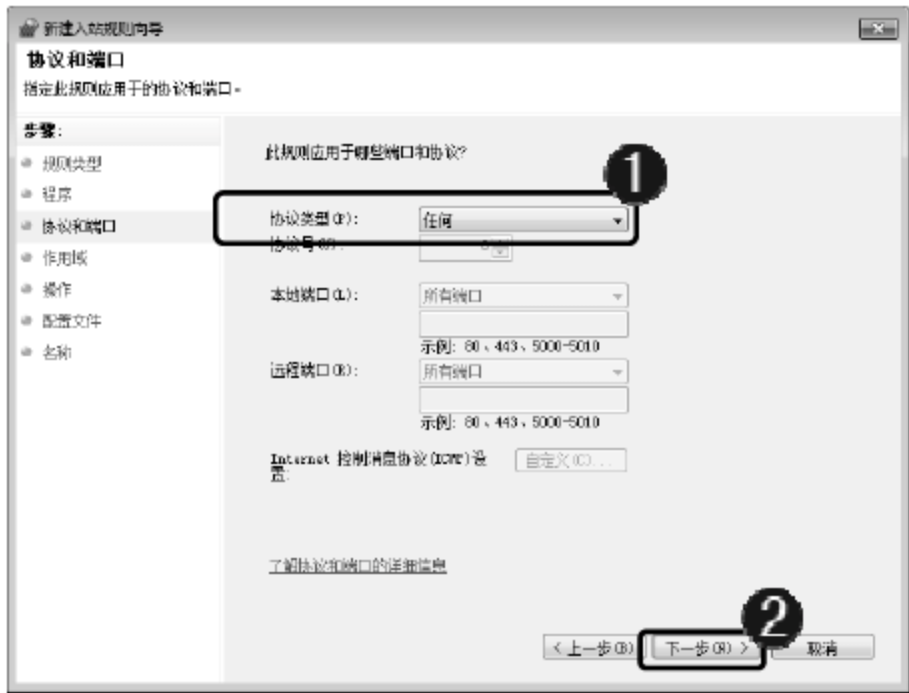 新建入站规则向导
协议和端口
指定此规则应用于的协议和端口。
步骤:
规则类型
程序
协议和端口
作用域
操作
配置文件
名称
此规则应用于哪些端口和协议?
1
协议类型(P): 任何
协议号(U): 0
本地端口(L): 所有端口
示例: 80、443、5000-5010
远程端口(R): 所有端口
示例: 80、443、5000-5010
Internet 控制消息协议(ICMP)设
置: 自定义(C)...
了解协议和端口的详细信息
2
< 上一步(B) 下一步(N) > 取消